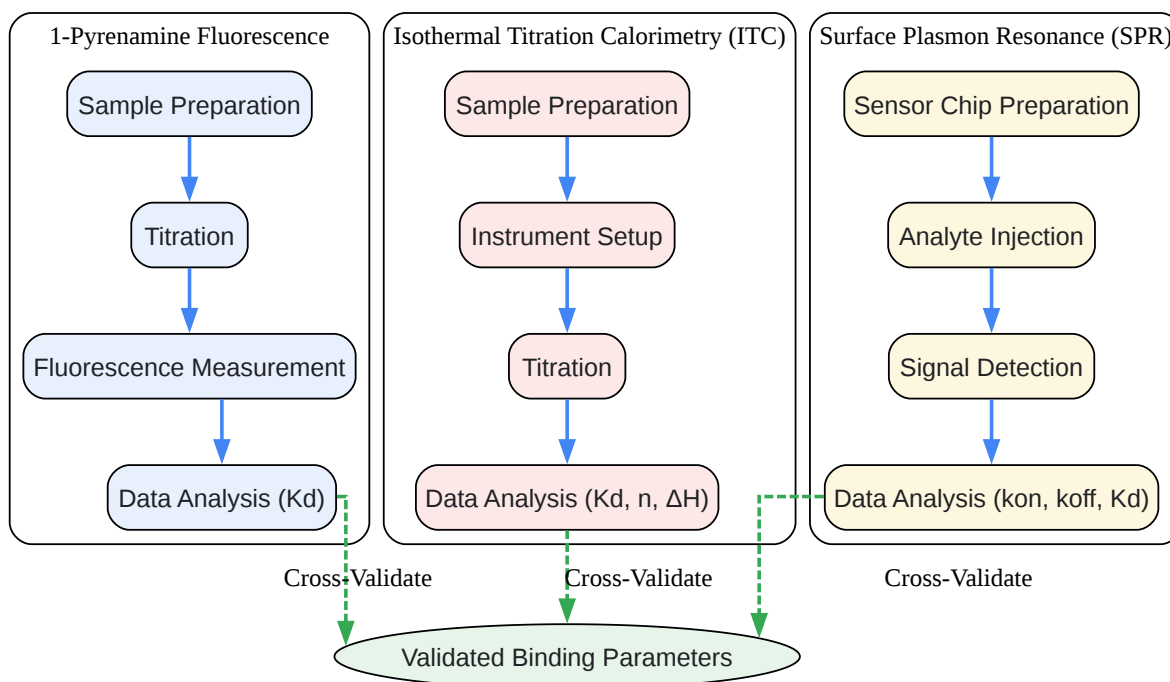 1-Pyrenamine Fluorescence
Sample Preparation
Titration
Fluorescence Measurement
Data Analysis (Kd)
Isothermal Titration Calorimetry (ITC)
Sample Preparation
Instrument Setup
Titration
Data Analysis (Kd, n, ΔH)
Surface Plasmon Resonance (SPR)
Sensor Chip Preparation
Analyte Injection
Signal Detection
Data Analysis (kon, koff, Kd)
Cross-Validate
Cross-Validate
Cross-Validate
Validated Binding Parameters